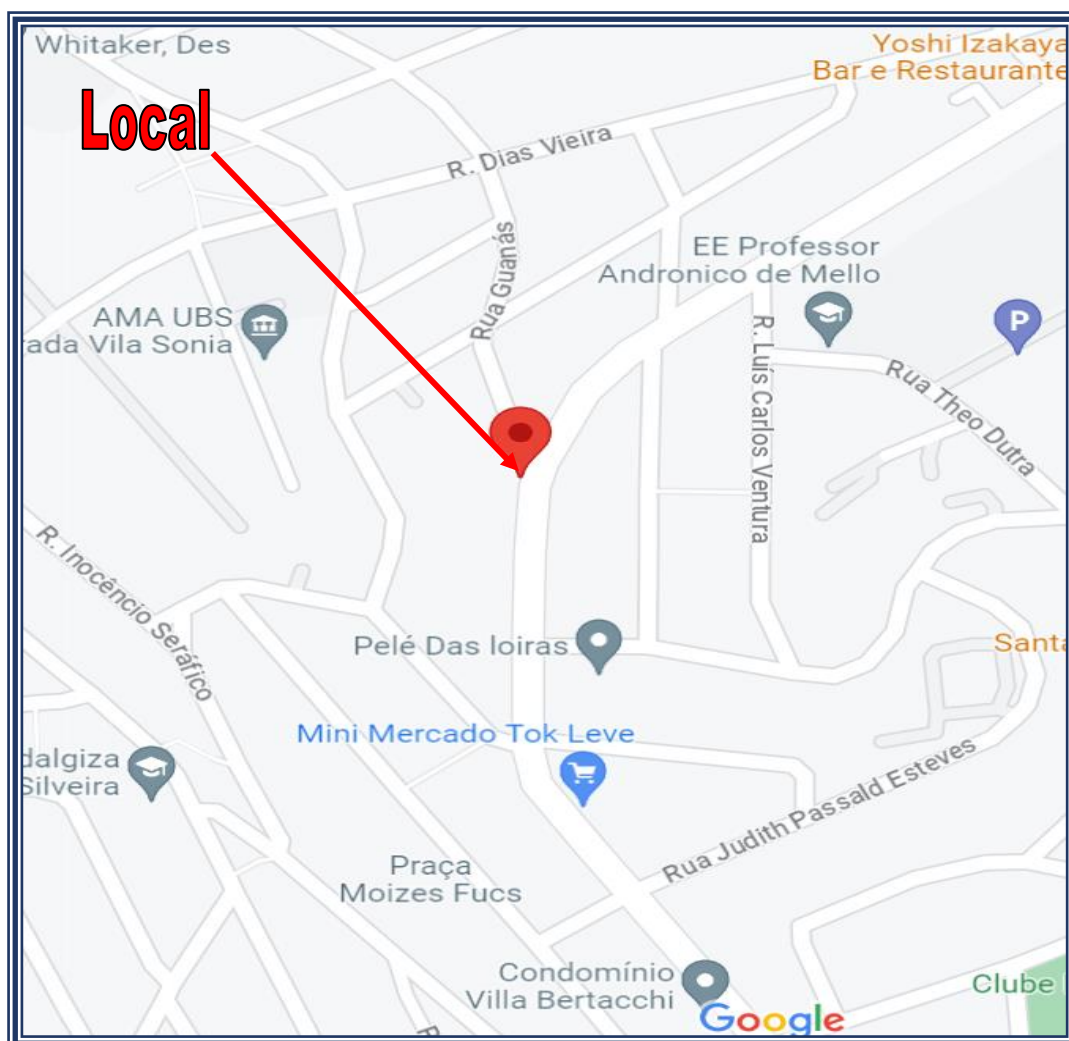 Whitaker, Des
Yoshi Izakaya
Bar e Restaurante
Local
R. Dias Vieira
Rua Guanás
EE Professor
Andronico de Mello
AMA UBS
rada Vila Sonia
P
R. Luís Carlos Ventura
Rua Theo Dutra
R. Inocêncio Seráfico
Pelé Das loiras
Santa
Mini Mercado Tok Leve
dalgiza
Silveira
Rua Judith Passald Esteves
Praça
Moizes Fucs
Condomínio
Villa Bertacchi
Clube
Google